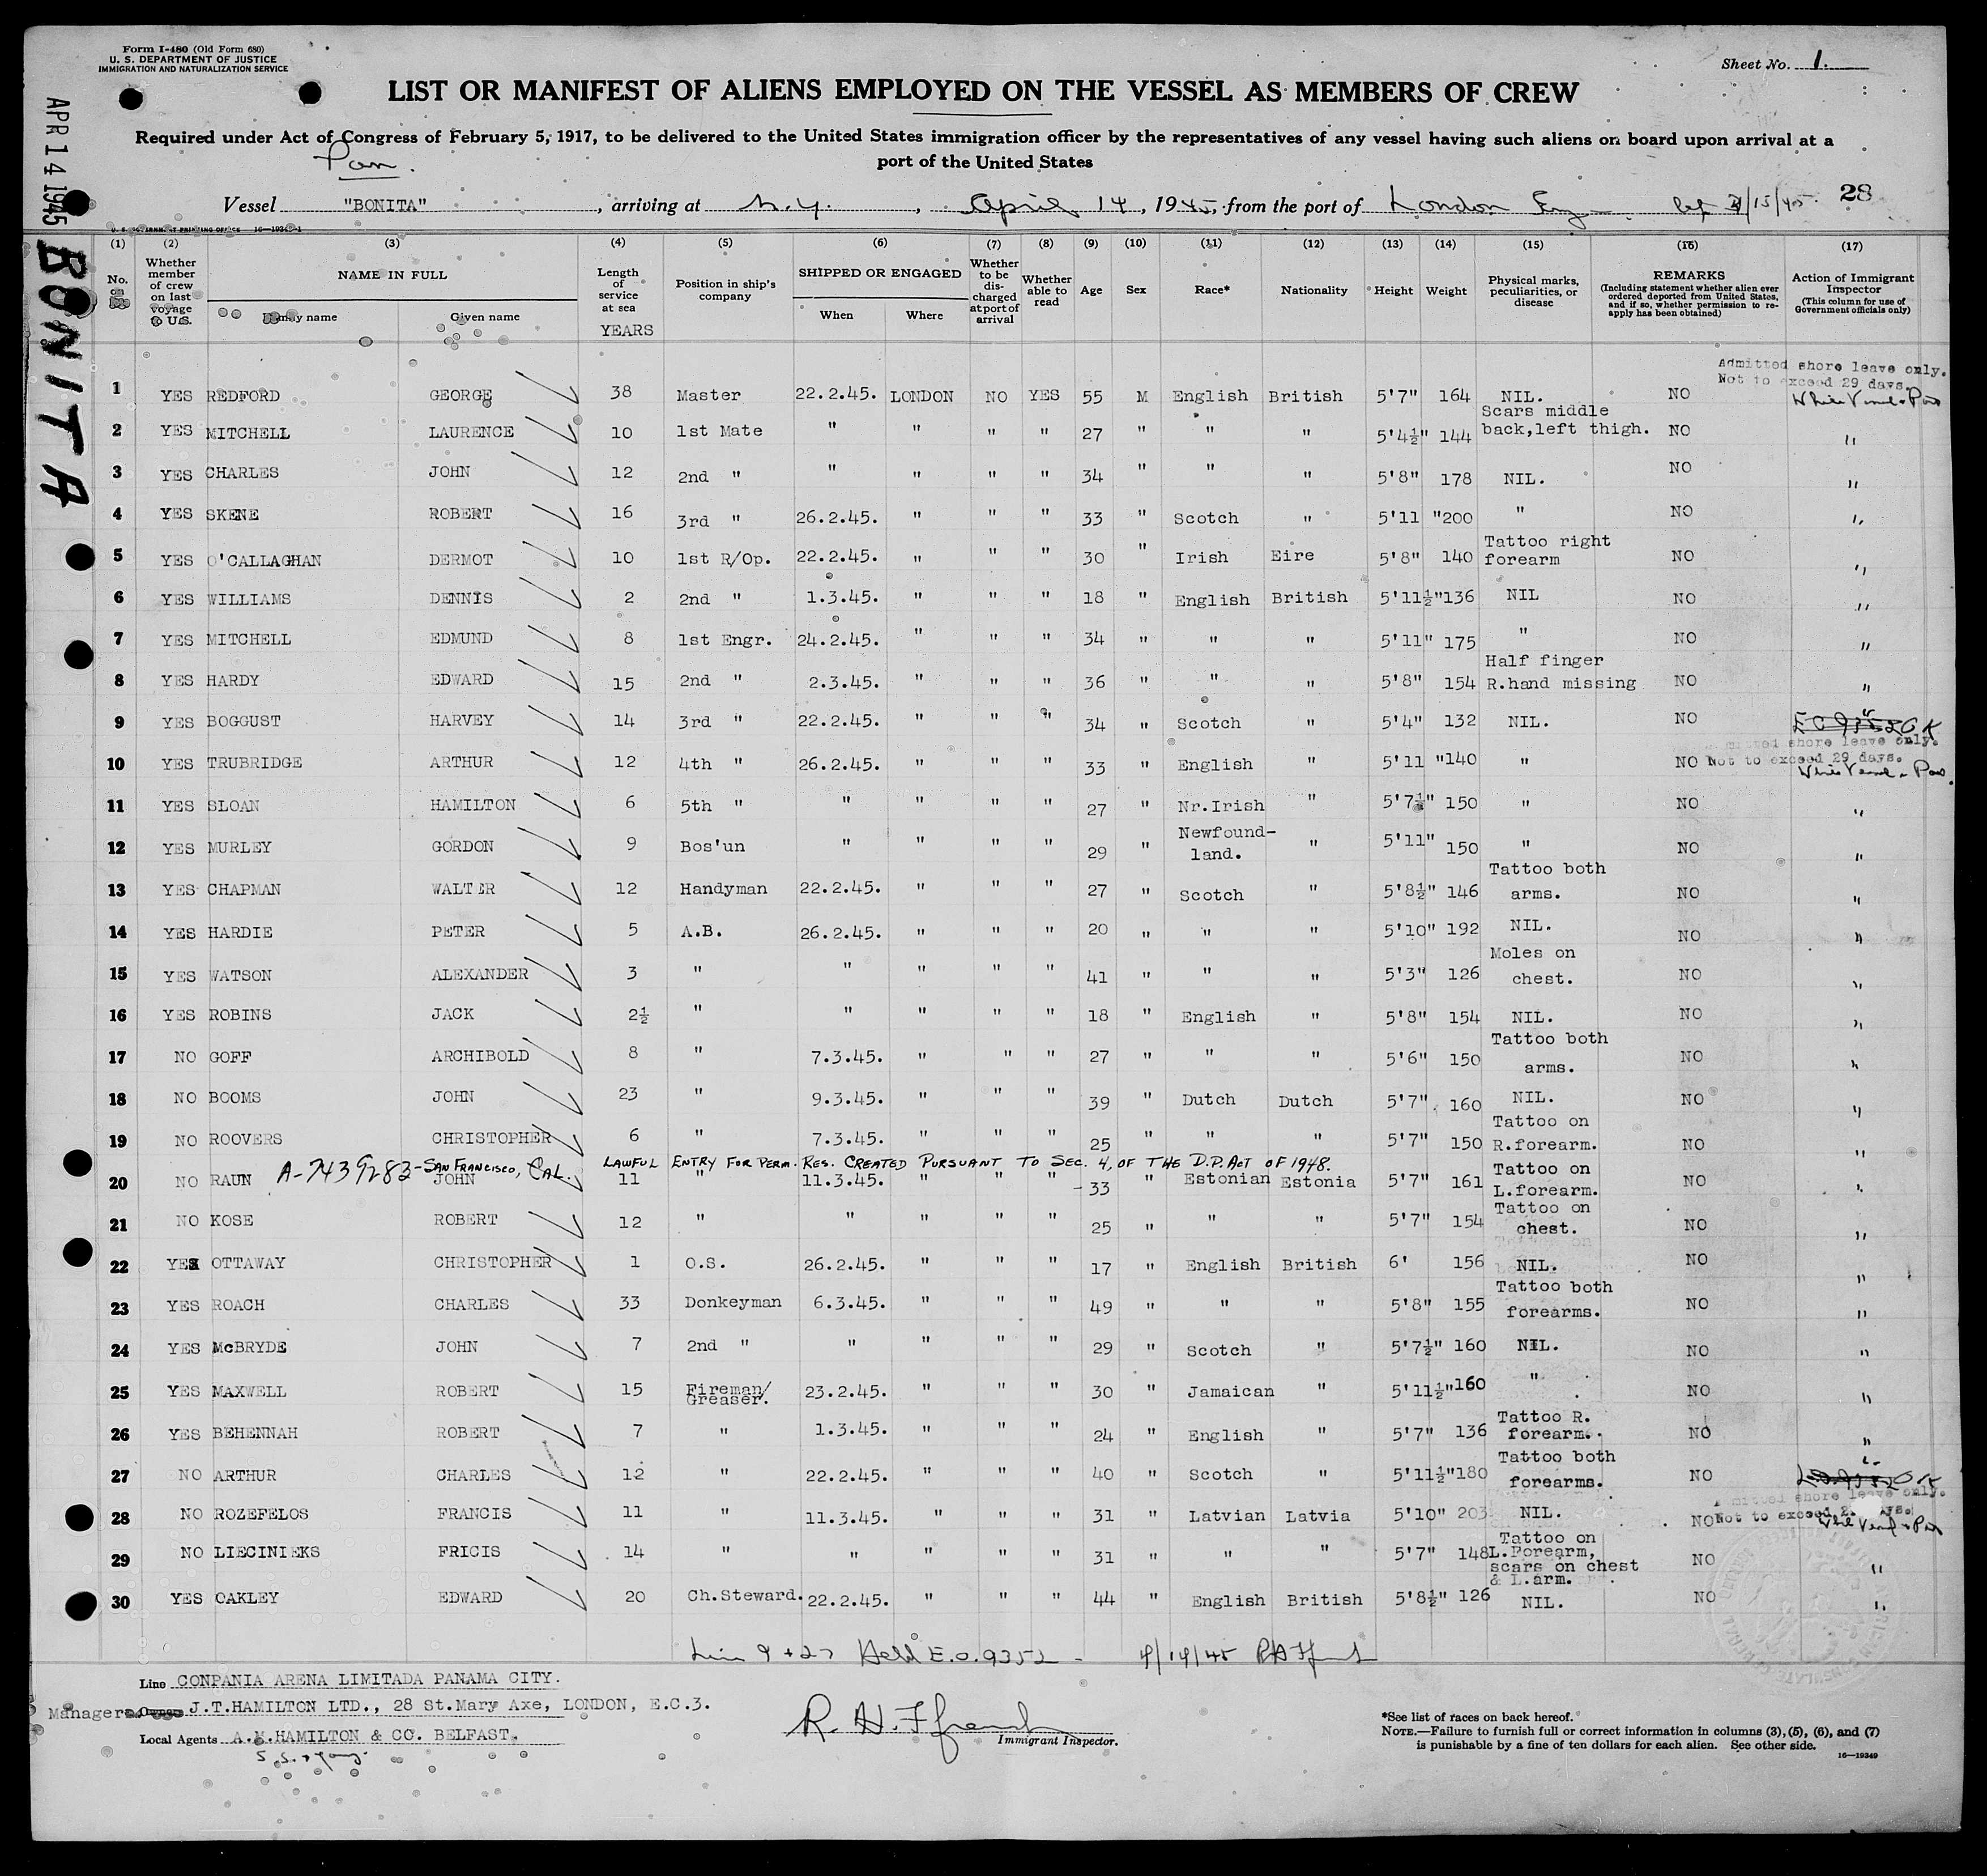 Form I-480 (Old Form 680)
U. S. DEPARTMENT OF JUSTICE
IMMIGRATION AND NATURALIZATION SERVICE
Sheet No. 1.
APR 14 1945
BONITA
LIST OR MANIFEST OF ALIENS EMPLOYED ON THE VESSEL AS MEMBERS OF CREW
Required under Act of Congress of February 5, 1917, to be delivered to the United States immigration officer by the representatives of any vessel having such aliens on board upon arrival at a
port of the United States
Pan.
Vessel "BONITA", arriving at N.Y., April 14, 1945, from the port of London Eng 28
U. S. GOVERNMENT PRINTING OFFICE 16—19349-1
(1) (2) (3) (4) (5) (6) (7) (8) (9) (10) (11) (12) (13) (14) (15) (16) (17)
No. on
Whether member of crew on last voyage to U.S.
NAME IN FULL
Family name Given name
Length of service at sea
YEARS
Position in ship's company
SHIPPED OR ENGAGED
When Where
Whether to be discharged at port of arrival
Whether able to read
Age
Sex
Race*
Nationality
Height
Weight
Physical marks, peculiarities, or disease
REMARKS
(Including statement whether alien ever ordered deported from United States, and if so, whether permission to reapply has been obtained)
Action of Immigrant Inspector
(This column for use of Government officials only)
Admitted shore leave only.
Not to exceed 29 days.
1 YES REDFORD GEORGE 38 Master 22.2.45. LONDON NO YES 55 M English British 5'7" 164 NIL. NO
2 YES MITCHELL LAURENCE 10 1st Mate " " " " 27 " " " 5'4½" 144 Scars middle back,left thigh. NO "
3 YES CHARLES JOHN 12 2nd " " " " " 34 " " " 5'8" 178 NIL. NO "
4 YES SKENE ROBERT 16 3rd " 26.2.45. " " " 33 " Scotch " 5'11 " 200 " NO "
5 YES O'CALLAGHAN DERMOT 10 1st R/Op. 22.2.45. " " " 30 " Irish Eire 5'8" 140 Tattoo right forearm NO "
6 YES WILLIAMS DENNIS 2 2nd " 1.3.45. " " " 18 " English British 5'11½" 136 NIL NO "
7 YES MITCHELL EDMUND 8 1st Engr. 24.2.45. " " " 34 " " " 5'11" 175 " NO "
8 YES HARDY EDWARD 15 2nd " 2.3.45. " " " 36 " " " 5'8" 154 Half finger R.hand missing NO "
9 YES BOGGUST HARVEY 14 3rd " 22.2.45. " " " 34 " Scotch " 5'4" 132 NIL. NO "
EO 9352 OK
Admitted shore leave only.
Not to exceed 29 days.
10 YES TRUBRIDGE ARTHUR 12 4th " 26.2.45. " " " 33 " English " 5'11 " 140 " NO
11 YES SLOAN HAMILTON 6 5th " " " " " 27 " Nr.Irish " 5'7½" 150 " NO "
12 YES MURLEY GORDON 9 Bos'un " " " " 29 " Newfound-land. " 5'11" 150 " NO "
13 YES CHAPMAN WALTER 12 Handyman 22.2.45. " " " 27 " Scotch " 5'8½" 146 Tattoo both arms. NO "
14 YES HARDIE PETER 5 A.B. 26.2.45. " " " 20 " " " 5'10" 192 NIL. NO "
15 YES WATSON ALEXANDER 3 " " " " " 41 " " " 5'3" 126 Moles on chest. NO "
16 YES ROBINS JACK 2½ " " " " " 18 " English " 5'8" 154 NIL. NO "
17 NO GOFF ARCHIBOLD 8 " 7.3.45. " " " 27 " " " 5'6" 150 Tattoo both arms. NO "
18 NO BOOMS JOHN 23 " 9.3.45. " " " 39 " Dutch Dutch 5'7" 160 NIL. NO "
19 NO ROOVERS CHRISTOPHER 6 " 7.3.45. " " " 25 " " " 5'7" 150 Tattoo on R.forearm. NO "
A-7439283-SAN FRANCISCO, CAL. LAWFUL ENTRY FOR PERM. RES. CREATED PURSUANT TO SEC. 4, OF THE D.P. ACT OF 1948.
20 NO RAUN JOHN 11 " 11.3.45. " " " 33 " Estonian Estonia 5'7" 161 Tattoo on L.forearm. NO "
21 NO KOSE ROBERT 12 " " " " " 25 " " " 5'7" 154 Tattoo on chest. NO "
22 YES OTTAWAY CHRISTOPHER 1 O.S. 26.2.45. " " " 17 " English British 6' 156 NIL. NO "
23 YES ROACH CHARLES 33 Donkeyman 6.3.45. " " " 49 " " " 5'8" 155 Tattoo both forearms. NO "
24 YES McBRYDE JOHN 7 2nd " " " " " 29 " Scotch " 5'7½" 160 NIL. NO "
25 YES MAXWELL ROBERT 15 Fireman/Greaser. 23.2.45. " " " 30 " Jamaican " 5'11½" 160 " NO "
26 YES BEHENNAH ROBERT 7 " 1.3.45. " " " 24 " English " 5'7" 136 Tattoo R. forearm. NO "
27 NO ARTHUR CHARLES 12 " 22.2.45. " " " 40 " Scotch " 5'11½" 180 Tattoo both forearms. NO "
Admitted shore leave only.
Not to exceed 29 days.
28 NO ROZEFELOS FRANCIS 11 " 11.3.45. " " " 31 " Latvian Latvia 5'10" 203 NIL. NO
29 NO LIECINIEKS FRICIS 14 " " " " " 31 " " " 5'7" 148 Tattoo on L.Forearm, scars on chest & L.arm. NO "
30 YES OAKLEY EDWARD 20 Ch.Steward. 22.2.45. " " " 44 " English British 5'8½" 126 NIL. NO "
Line 9 + 27 Held E.O. 9352 - 4/14/45
Line CONPANIA ARENA LIMITADA PANAMA CITY.
Managers Owners J.T.HAMILTON LTD., 28 St.Mary Axe, LONDON, E.C.3.
Local Agents A.M.HAMILTON & CO. BELFAST.
Immigrant Inspector.
*See list of races on back hereof.
NOTE.—Failure to furnish full or correct information in columns (3), (5), (6), and (7)
is punishable by a fine of ten dollars for each alien. See other side.
16—19349